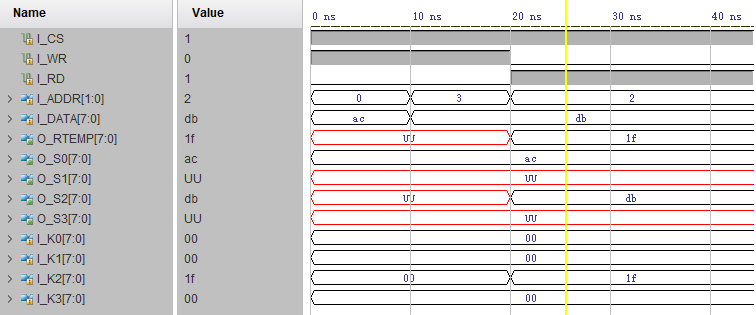 Name Value 0 ns 10 ns 20 ns 30 ns 40 ns
I_CS 1
I_WR 0
I_RD 1
I_ADDR[1:0] 2 0 3 2
I_DATA[7:0] db ac db
O_RTEMP[7:0] 1f UU 1f
O_S0[7:0] ac ac
O_S1[7:0] UU UU
O_S2[7:0] db UU db
O_S3[7:0] UU UU
I_K0[7:0] 00 00
I_K1[7:0] 00 00
I_K2[7:0] 1f 00 1f
I_K3[7:0] 00 00